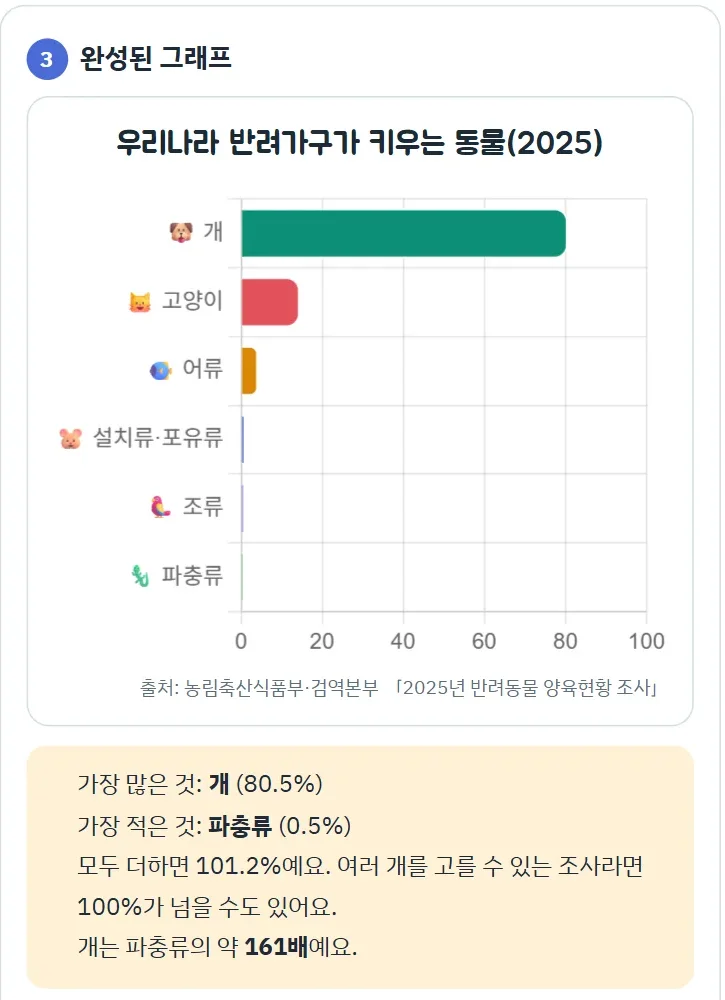 3 완성된 그래프
우리나라 반려가구가 키우는 동물(2025)
개
고양이
어류
설치류·포유류
조류
파충류
0 20 40 60 80 100
출처: 농림축산식품부·검역본부 「2025년 반려동물 양육현황 조사」
가장 많은 것: 개 (80.5%)
가장 적은 것: 파충류 (0.5%)
모두 더하면 101.2%예요. 여러 개를 고를 수 있는 조사라면
100%가 넘을 수도 있어요.
개는 파충류의 약 161배예요.